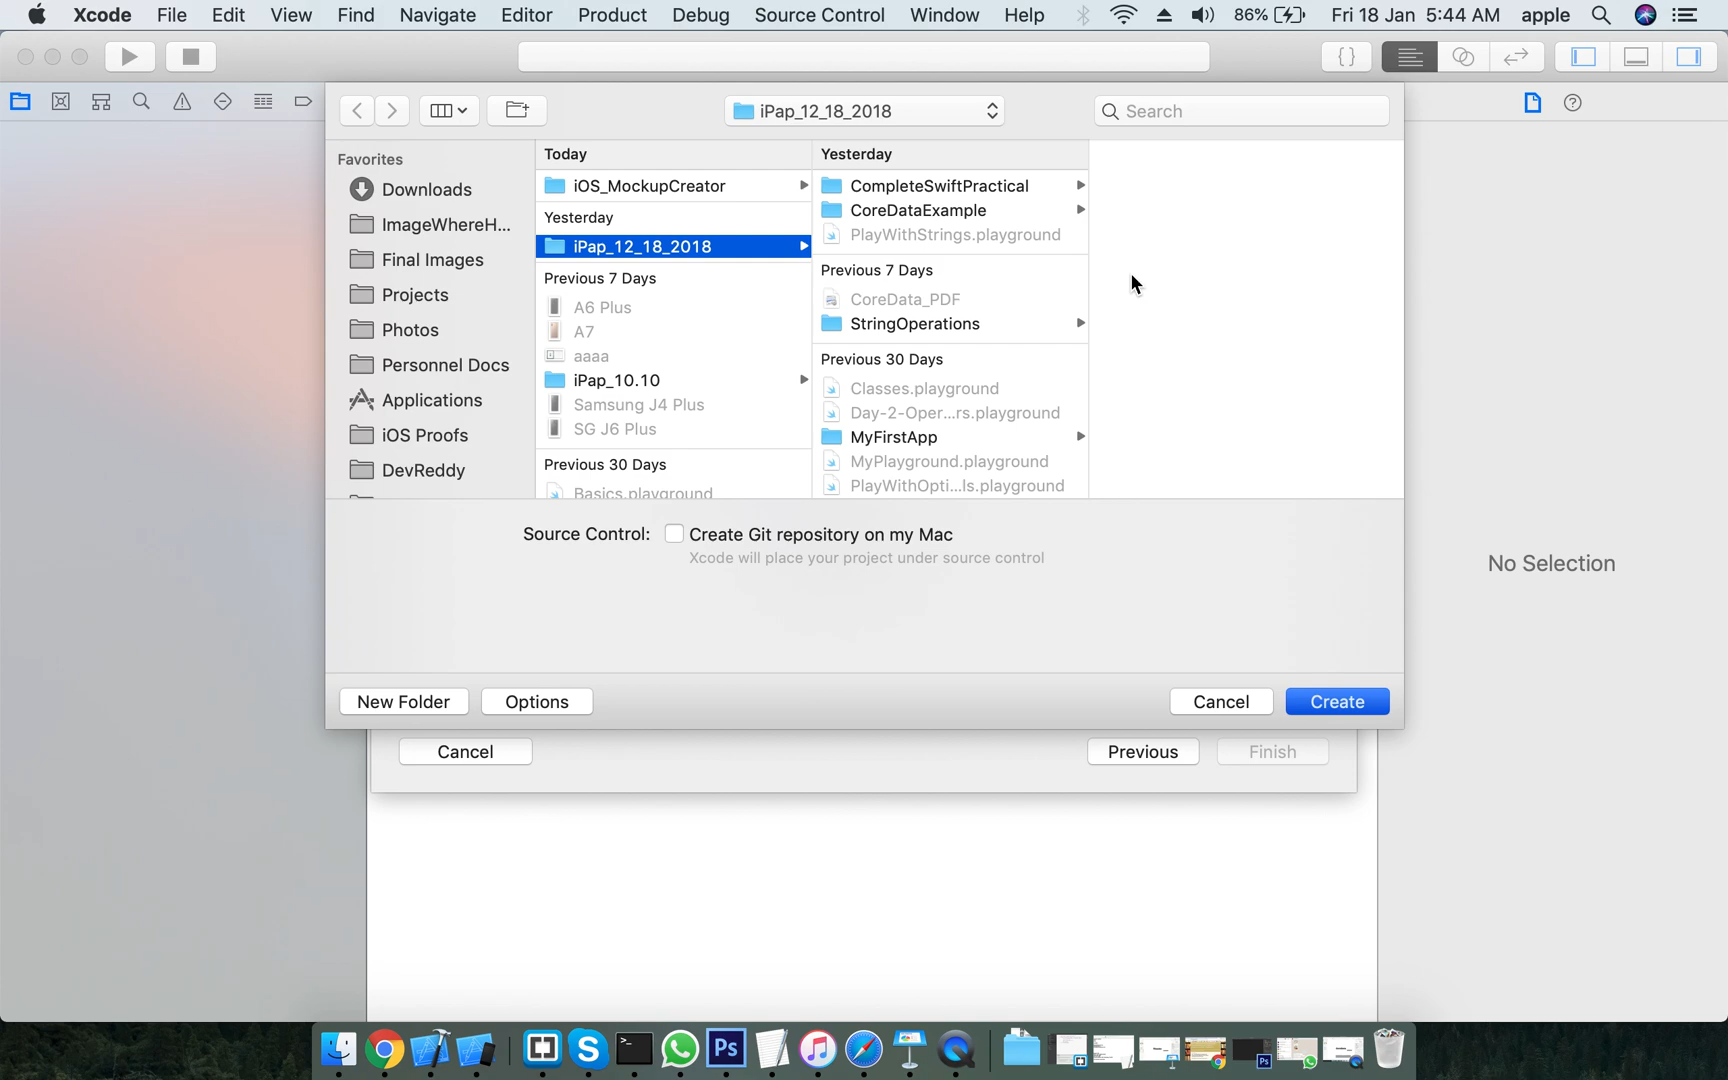 Xcode File Edit View Find Navigate Editor Product Debug Source Control Window Help 86% Fri 18 Jan 5:44 AM apple
iPap_12_18_2018
Search
Favorites
Downloads
ImageWhereH...
Final Images
Projects
Photos
Personnel Docs
Applications
iOS Proofs
DevReddy
Today
iOS_MockupCreator
Yesterday
iPap_12_18_2018
Previous 7 Days
A6 Plus
A7
aaaa
iPap_10.10
Samsung J4 Plus
SG J6 Plus
Previous 30 Days
Basics.playground
Yesterday
CompleteSwiftPractical
CoreDataExample
PlayWithStrings.playground
Previous 7 Days
CoreData_PDF
StringOperations
Previous 30 Days
Classes.playground
Day-2-Oper...rs.playground
MyFirstApp
MyPlayground.playground
PlayWithOpti...ls.playground
No Selection
Source Control: Create Git repository on my Mac
Xcode will place your project under source control
New Folder Options Cancel Create
Cancel Previous Finish
S
Ps